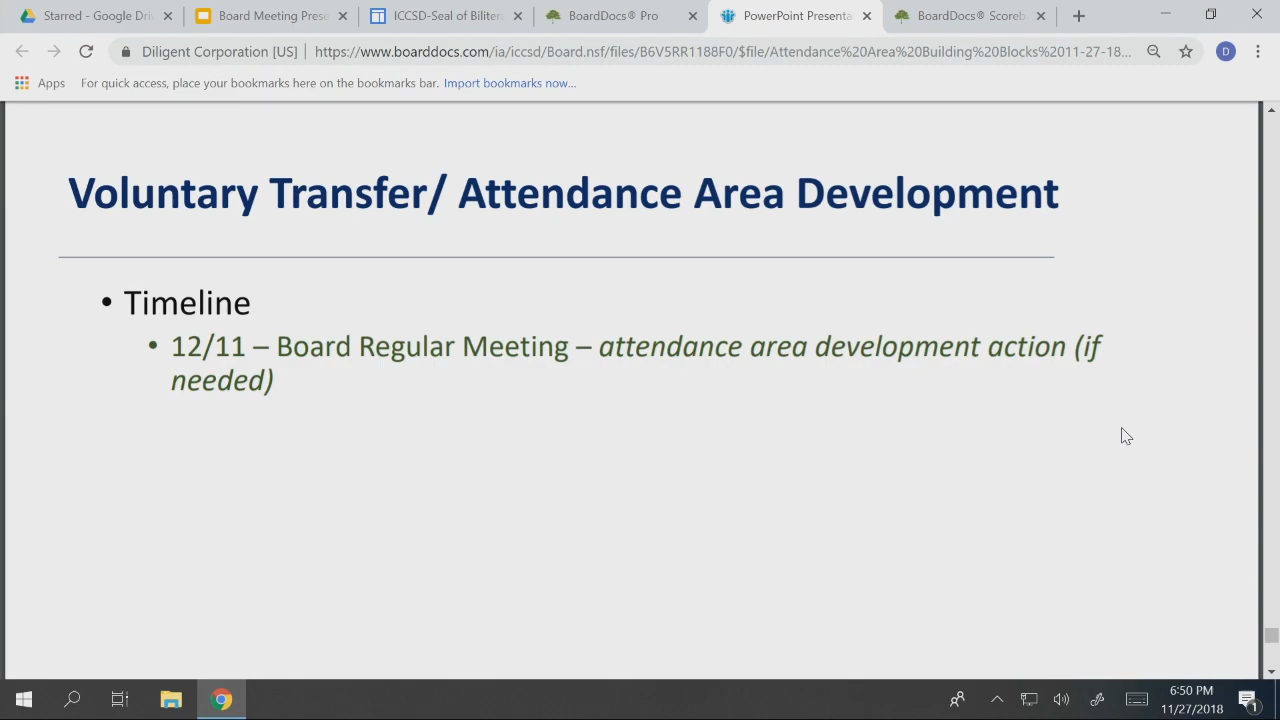 Starred - Google Dri
Board Meeting Prese
ICCSD-Seal of Bilitera
BoardDocs® Pro
PowerPoint Presenta
BoardDocs® Scoreb
Diligent Corporation [US]
https://www.boarddocs.com/ia/iccsd/Board.nsf/files/B6V5RR1188F0/$file/Attendance%20Area%20Building%20Blocks%2011-27-18...
D
Apps
For quick access, place your bookmarks here on the bookmarks bar. Import bookmarks now...
Voluntary Transfer/ Attendance Area Development
• Timeline
• 12/11 – Board Regular Meeting – attendance area development action (if
needed)
6:50 PM
11/27/2018
1